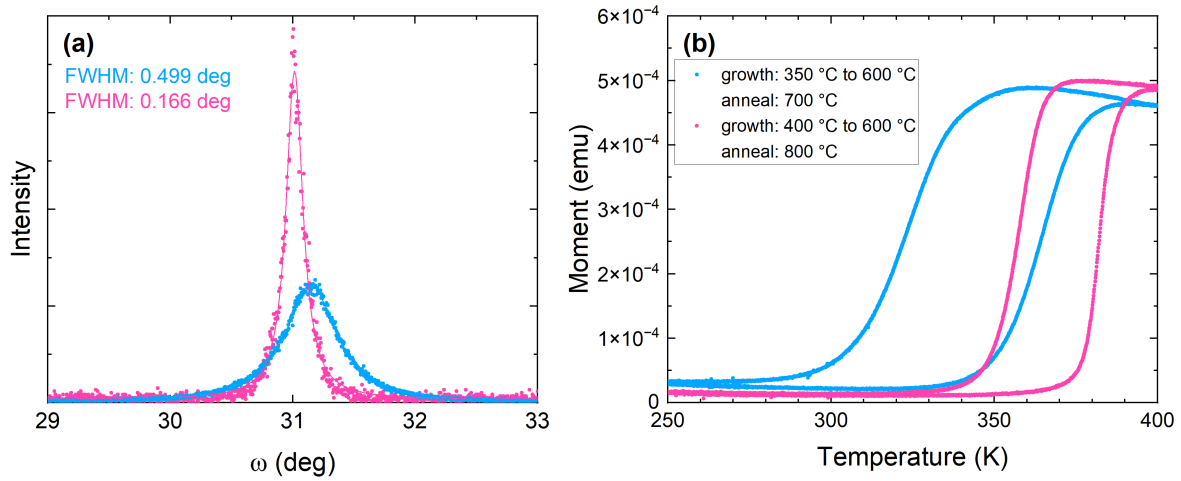 (a)
FWHM: 0.499 deg
FWHM: 0.166 deg
Intensity
29
30
31
32
33
ω (deg)
(b)
growth: 350 °C to 600 °C
anneal: 700 °C
growth: 400 °C to 600 °C
anneal: 800 °C
Moment (emu)
6×10⁻⁴
5×10⁻⁴
4×10⁻⁴
3×10⁻⁴
2×10⁻⁴
1×10⁻⁴
0
250
300
350
400
Temperature (K)